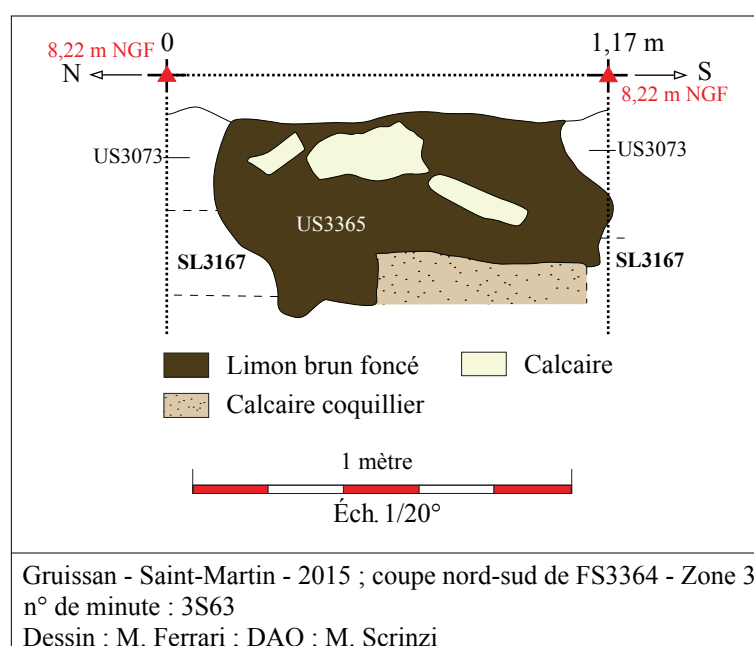 8,22 m NGF
0
1,17 m
N
S
8,22 m NGF
US3073
US3073
US3365
SL3167
SL3167
Limon brun foncé
Calcaire
Calcaire coquillier
1 mètre
Éch. 1/20°
Gruissan - Saint-Martin - 2015 ; coupe nord-sud de FS3364 - Zone 3
n° de minute : 3S63
Dessin : M. Ferrari ; DAO : M. Scrinzi